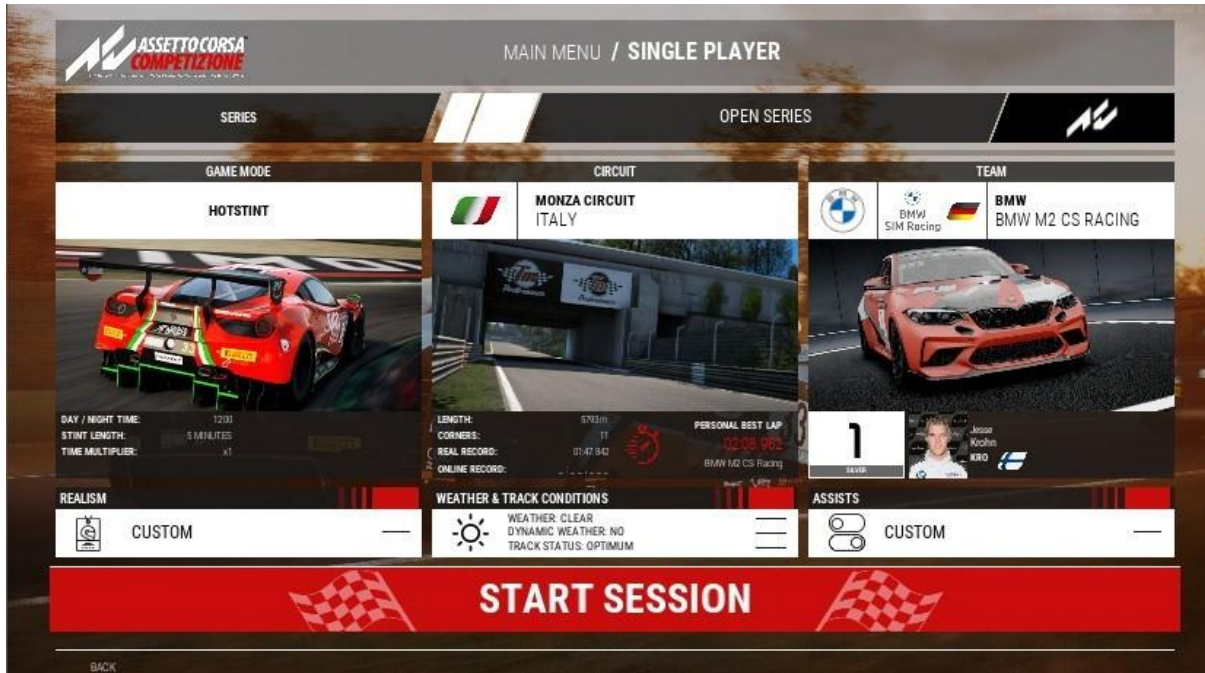 ASSETTO CORSA
COMPETIZIONE
MAIN MENU / SINGLE PLAYER
SERIES
OPEN SERIES
GAME MODE
HOTSTINT
DAY / NIGHT TIME: 1200
STINT LENGTH: 5 MINUTES
TIME MULTIPLIER: x1
CIRCUIT
MONZA CIRCUIT
ITALY
LENGTH: 5793m
CORNERS: 11
REAL RECORD: 01:47.842
ONLINE RECORD: --:--.---
PERSONAL BEST LAP
02:08.962
BMW M2 CS Racing
TEAM
BMW
SIM Racing
BMW
BMW M2 CS RACING
1
SILVER
Jesse
Krohn
KRO
REALISM
CUSTOM
WEATHER & TRACK CONDITIONS
WEATHER: CLEAR
DYNAMIC WEATHER: NO
TRACK STATUS: OPTIMUM
ASSISTS
CUSTOM
START SESSION
BACK